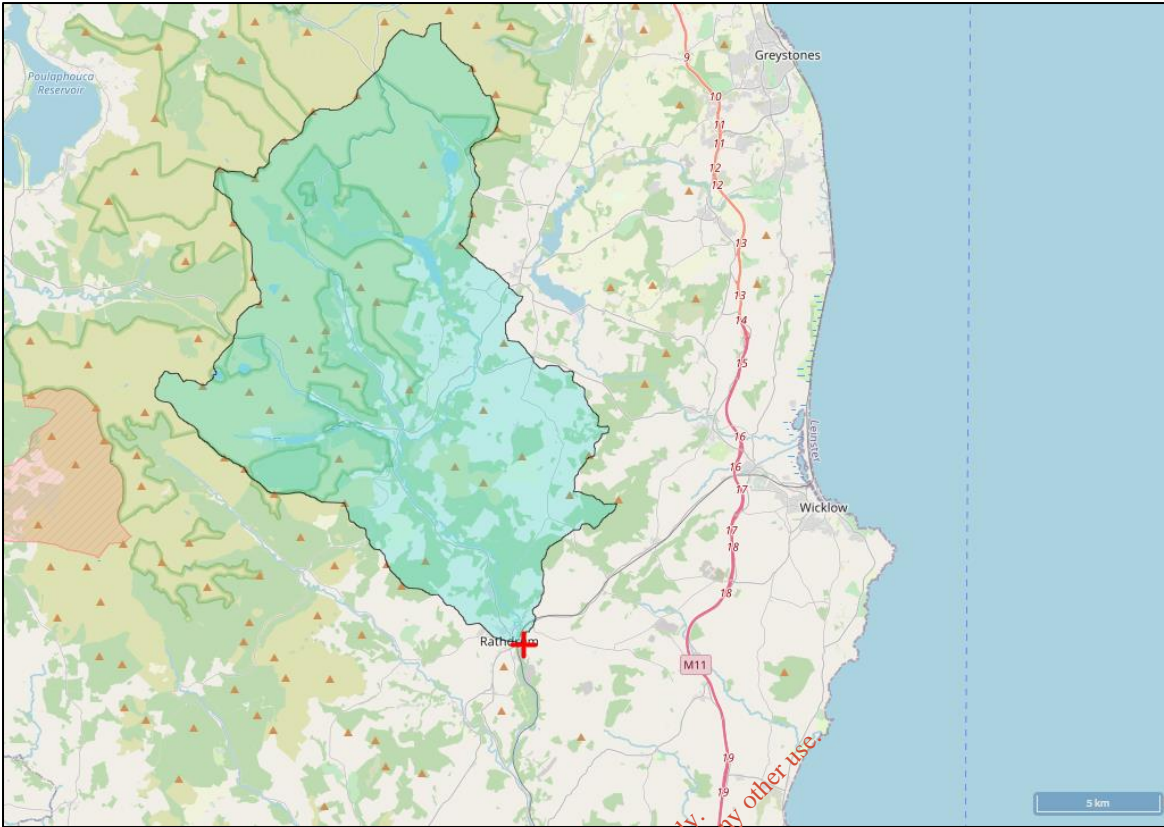 Greystones
Poulaphouca
Reservoir
9
10
11
11
12
12
13
13
14
15
Leinster
16
16
17
Wicklow
17
18
18
Rathdrum
M11
19
19
ly.
ny other use.
5 km